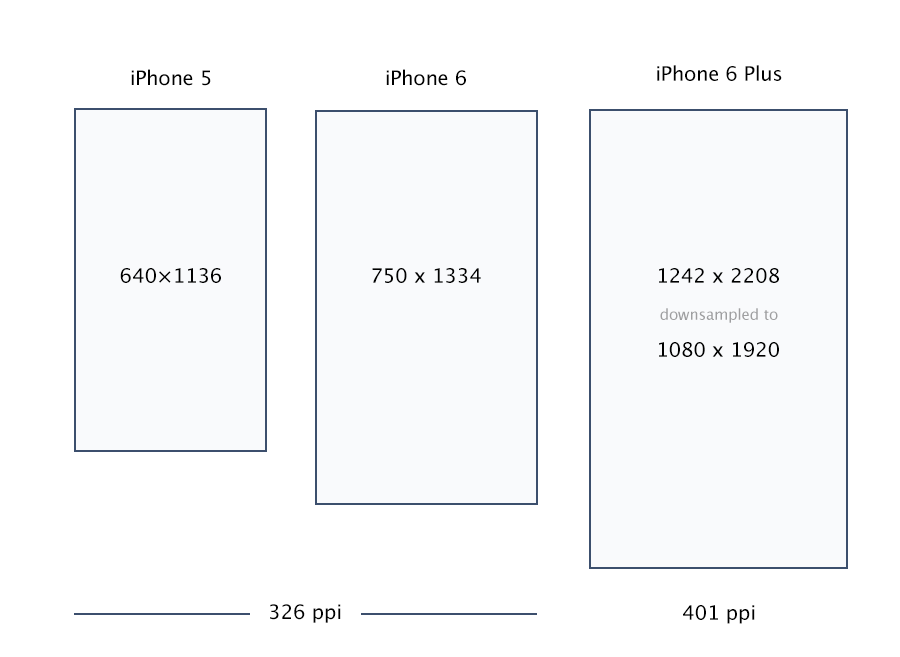 iPhone 5
iPhone 6
iPhone 6 Plus
640×1136
750 x 1334
1242 x 2208
downsampled to
1080 x 1920
326 ppi
401 ppi